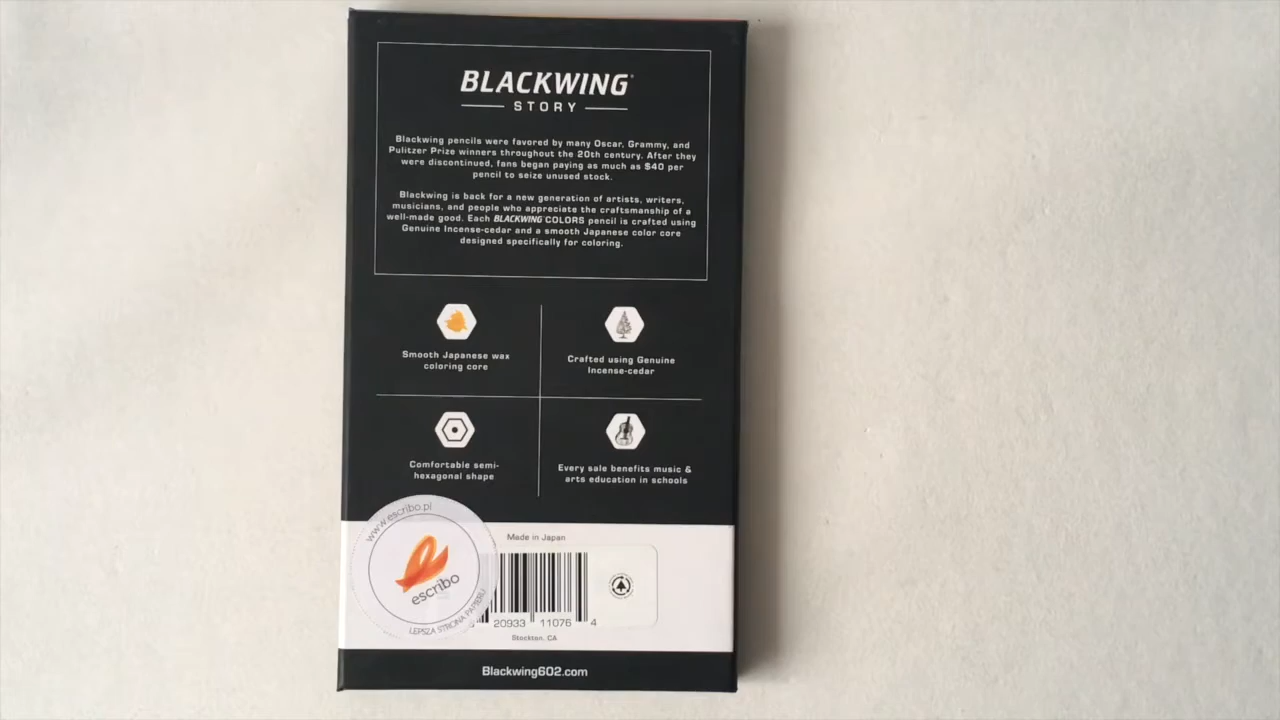 BLACKWING
STORY
Blackwing pencils were favored by many Oscar, Grammy, and
Pulitzer Prize winners throughout the 20th century. After they
were discontinued, fans began paying as much as $40 per
pencil to seize unused stock.
Blackwing is back for a new generation of artists, writers,
musicians, and people who appreciate the craftsmanship of a
well-made good. Each BLACKWING COLORS pencil is crafted using
Genuine Incense-cedar and a smooth Japanese color core
designed specifically for coloring.
Smooth Japanese wax
coloring core
Crafted using Genuine
Incense-cedar
Comfortable semi-
hexagonal shape
Every sale benefits music &
arts education in schools
www.escribo.pl
escribo
LEPSZA STRONA PAPIERU
Made in Japan
20933 11076 4
Stockton, CA
Blackwing602.com